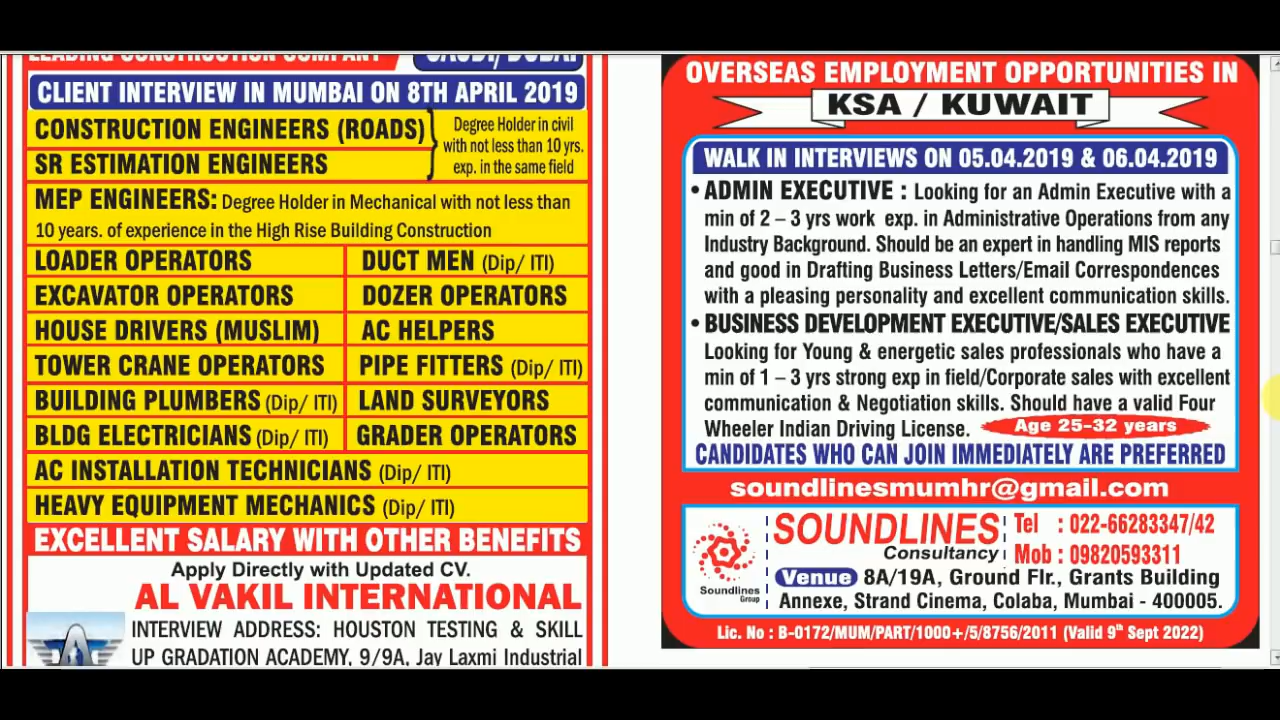 LEADING CONSTRUCTION COMPANY
SAUDI/DUBAI
CLIENT INTERVIEW IN MUMBAI ON 8TH APRIL 2019
CONSTRUCTION ENGINEERS (ROADS)
SR ESTIMATION ENGINEERS
Degree Holder in civil
with not less than 10 yrs.
exp. in the same field
MEP ENGINEERS: Degree Holder in Mechanical with not less than
10 years. of experience in the High Rise Building Construction
LOADER OPERATORS
DUCT MEN (Dip/ ITI)
EXCAVATOR OPERATORS
DOZER OPERATORS
HOUSE DRIVERS (MUSLIM)
AC HELPERS
TOWER CRANE OPERATORS
PIPE FITTERS (Dip/ ITI)
BUILDING PLUMBERS (Dip/ ITI)
LAND SURVEYORS
BLDG ELECTRICIANS (Dip/ ITI)
GRADER OPERATORS
AC INSTALLATION TECHNICIANS (Dip/ ITI)
HEAVY EQUIPMENT MECHANICS (Dip/ ITI)
EXCELLENT SALARY WITH OTHER BENEFITS
Apply Directly with Updated CV.
AL VAKIL INTERNATIONAL
INTERVIEW ADDRESS: HOUSTON TESTING & SKILL
UP GRADATION ACADEMY, 9/9A, Jay Laxmi Industrial
OVERSEAS EMPLOYMENT OPPORTUNITIES IN
KSA / KUWAIT
WALK IN INTERVIEWS ON 05.04.2019 & 06.04.2019
• ADMIN EXECUTIVE : Looking for an Admin Executive with a
min of 2 – 3 yrs work exp. in Administrative Operations from any
Industry Background. Should be an expert in handling MIS reports
and good in Drafting Business Letters/Email Correspondences
with a pleasing personality and excellent communication skills.
• BUSINESS DEVELOPMENT EXECUTIVE/SALES EXECUTIVE
Looking for Young & energetic sales professionals who have a
min of 1 – 3 yrs strong exp in field/Corporate sales with excellent
communication & Negotiation skills. Should have a valid Four
Wheeler Indian Driving License. Age 25-32 years
CANDIDATES WHO CAN JOIN IMMEDIATELY ARE PREFERRED
soundlinesmumhr@gmail.com
Soundlines
Group
SOUNDLINES
Consultancy
Tel : 022-66283347/42
Mob : 09820593311
Venue 8A/19A, Ground Flr., Grants Building
Annexe, Strand Cinema, Colaba, Mumbai - 400005.
Lic. No : B-0172/MUM/PART/1000+/5/8756/2011 (Valid 9th Sept 2022)